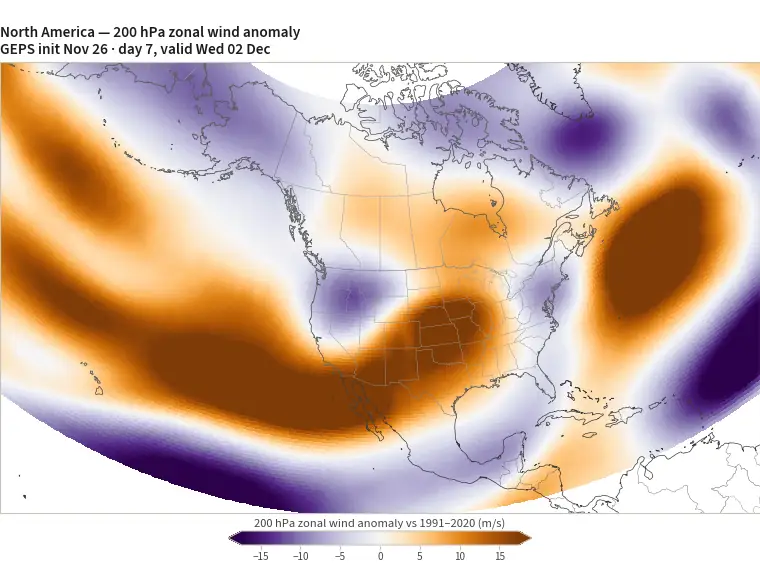 North America — 200 hPa zonal wind anomaly
GEPS init Nov 26 · day 7, valid Wed 02 Dec
200 hPa zonal wind anomaly vs 1991–2020 (m/s)
−15 −10 −5 0 5 10 15